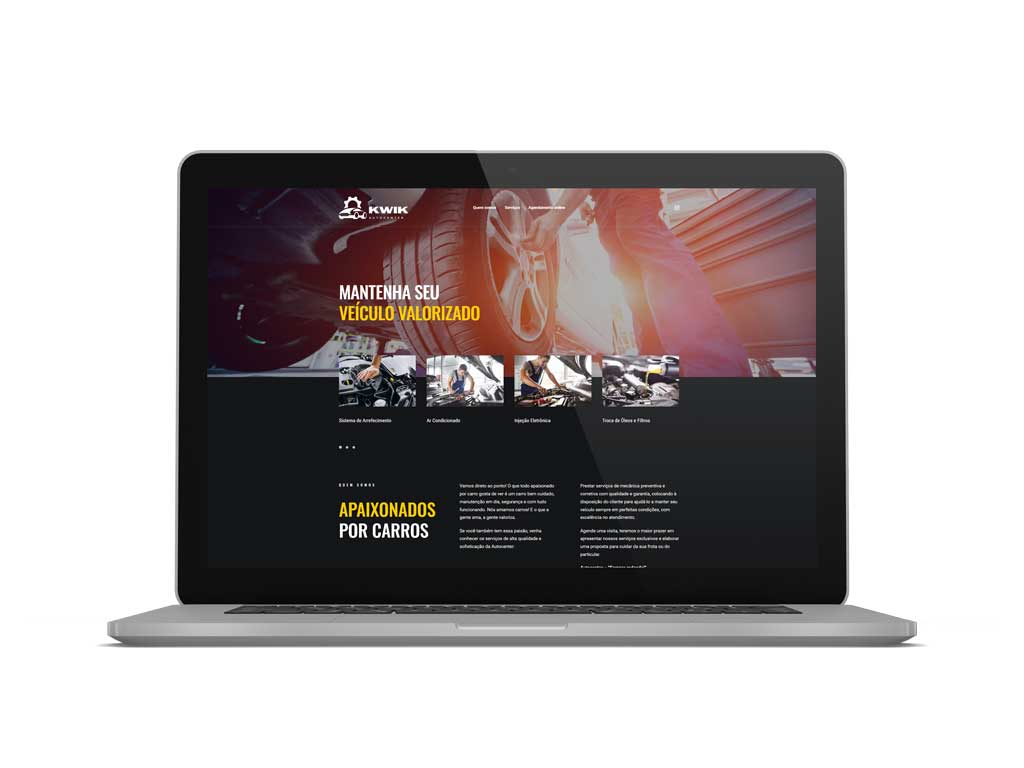 KWIK
AUTOCENTER
Quem somos
Serviços
Agendamento online
MANTENHA SEU
VEÍCULO VALORIZADO
Sistema de Arrefecimento
Ar Condicionado
Injeção Eletrônica
Troca de Óleos e Filtros
QUEM SOMOS
APAIXONADOS
POR CARROS
Vamos direto ao ponto! O que todo apaixonado
por carro gosta de ver é um carro bem cuidado,
manutenção em dia, segurança e com tudo
funcionando. Nós amamos carros! E o que a
gente ama, a gente valoriza.
Se você também tem essa paixão, venha
conhecer os serviços de alta qualidade e
sofisticação da Autocenter.
Prestar serviços de mecânica preventiva e
corretiva com qualidade e garantia, colocando à
disposição do cliente para ajudá-lo a manter seu
veículo sempre em perfeitas condições, com
excelência no atendimento.
Agende uma visita, teremos o maior prazer em
apresentar nossos serviços exclusivos e elaborar
uma proposta para cuidar da sua frota ou do
particular.